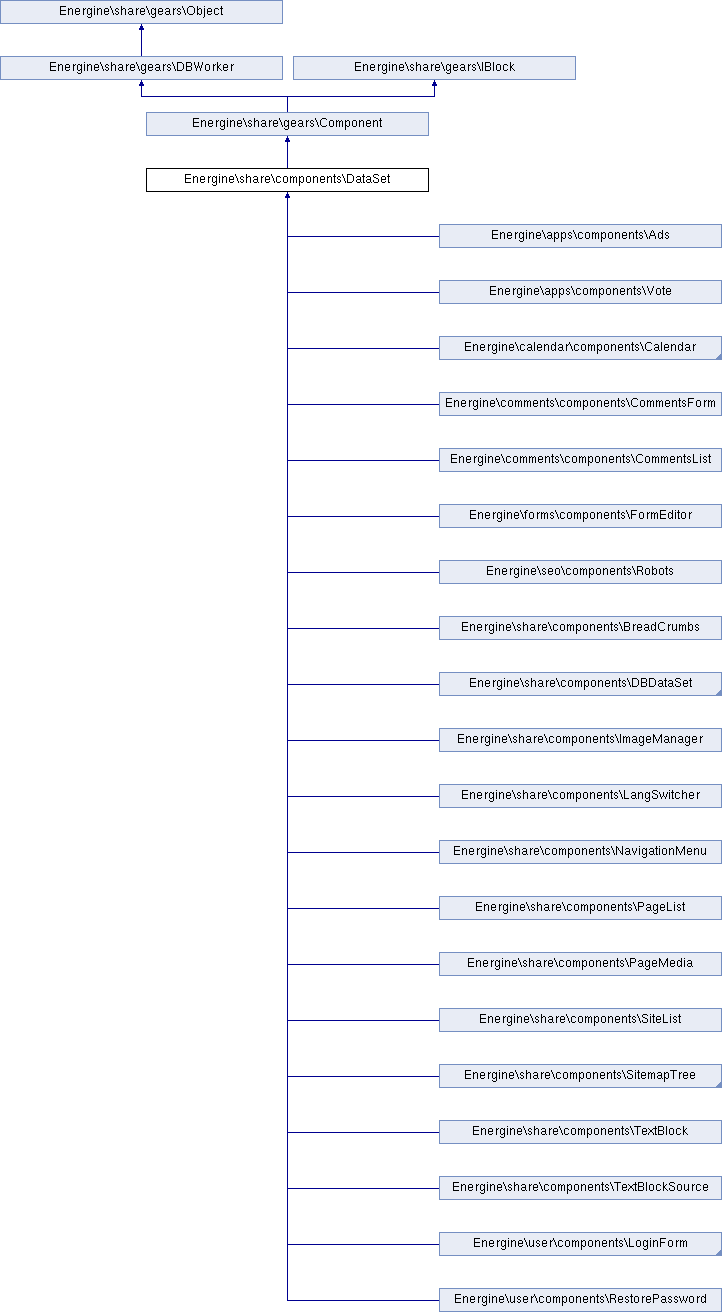 Energine\share\gears\Object
Energine\share\gears\DBWorker
Energine\share\gears\IBlock
Energine\share\gears\Component
Energine\share\components\DataSet
Energine\apps\components\Ads
Energine\apps\components\Vote
Energine\calendar\components\Calendar
Energine\comments\components\CommentsForm
Energine\comments\components\CommentsList
Energine\forms\components\FormEditor
Energine\seo\components\Robots
Energine\share\components\BreadCrumbs
Energine\share\components\DBDataSet
Energine\share\components\ImageManager
Energine\share\components\LangSwitcher
Energine\share\components\NavigationMenu
Energine\share\components\PageList
Energine\share\components\PageMedia
Energine\share\components\SiteList
Energine\share\components\SitemapTree
Energine\share\components\TextBlock
Energine\share\components\TextBlockSource
Energine\user\components\LoginForm
Energine\user\components\RestorePassword